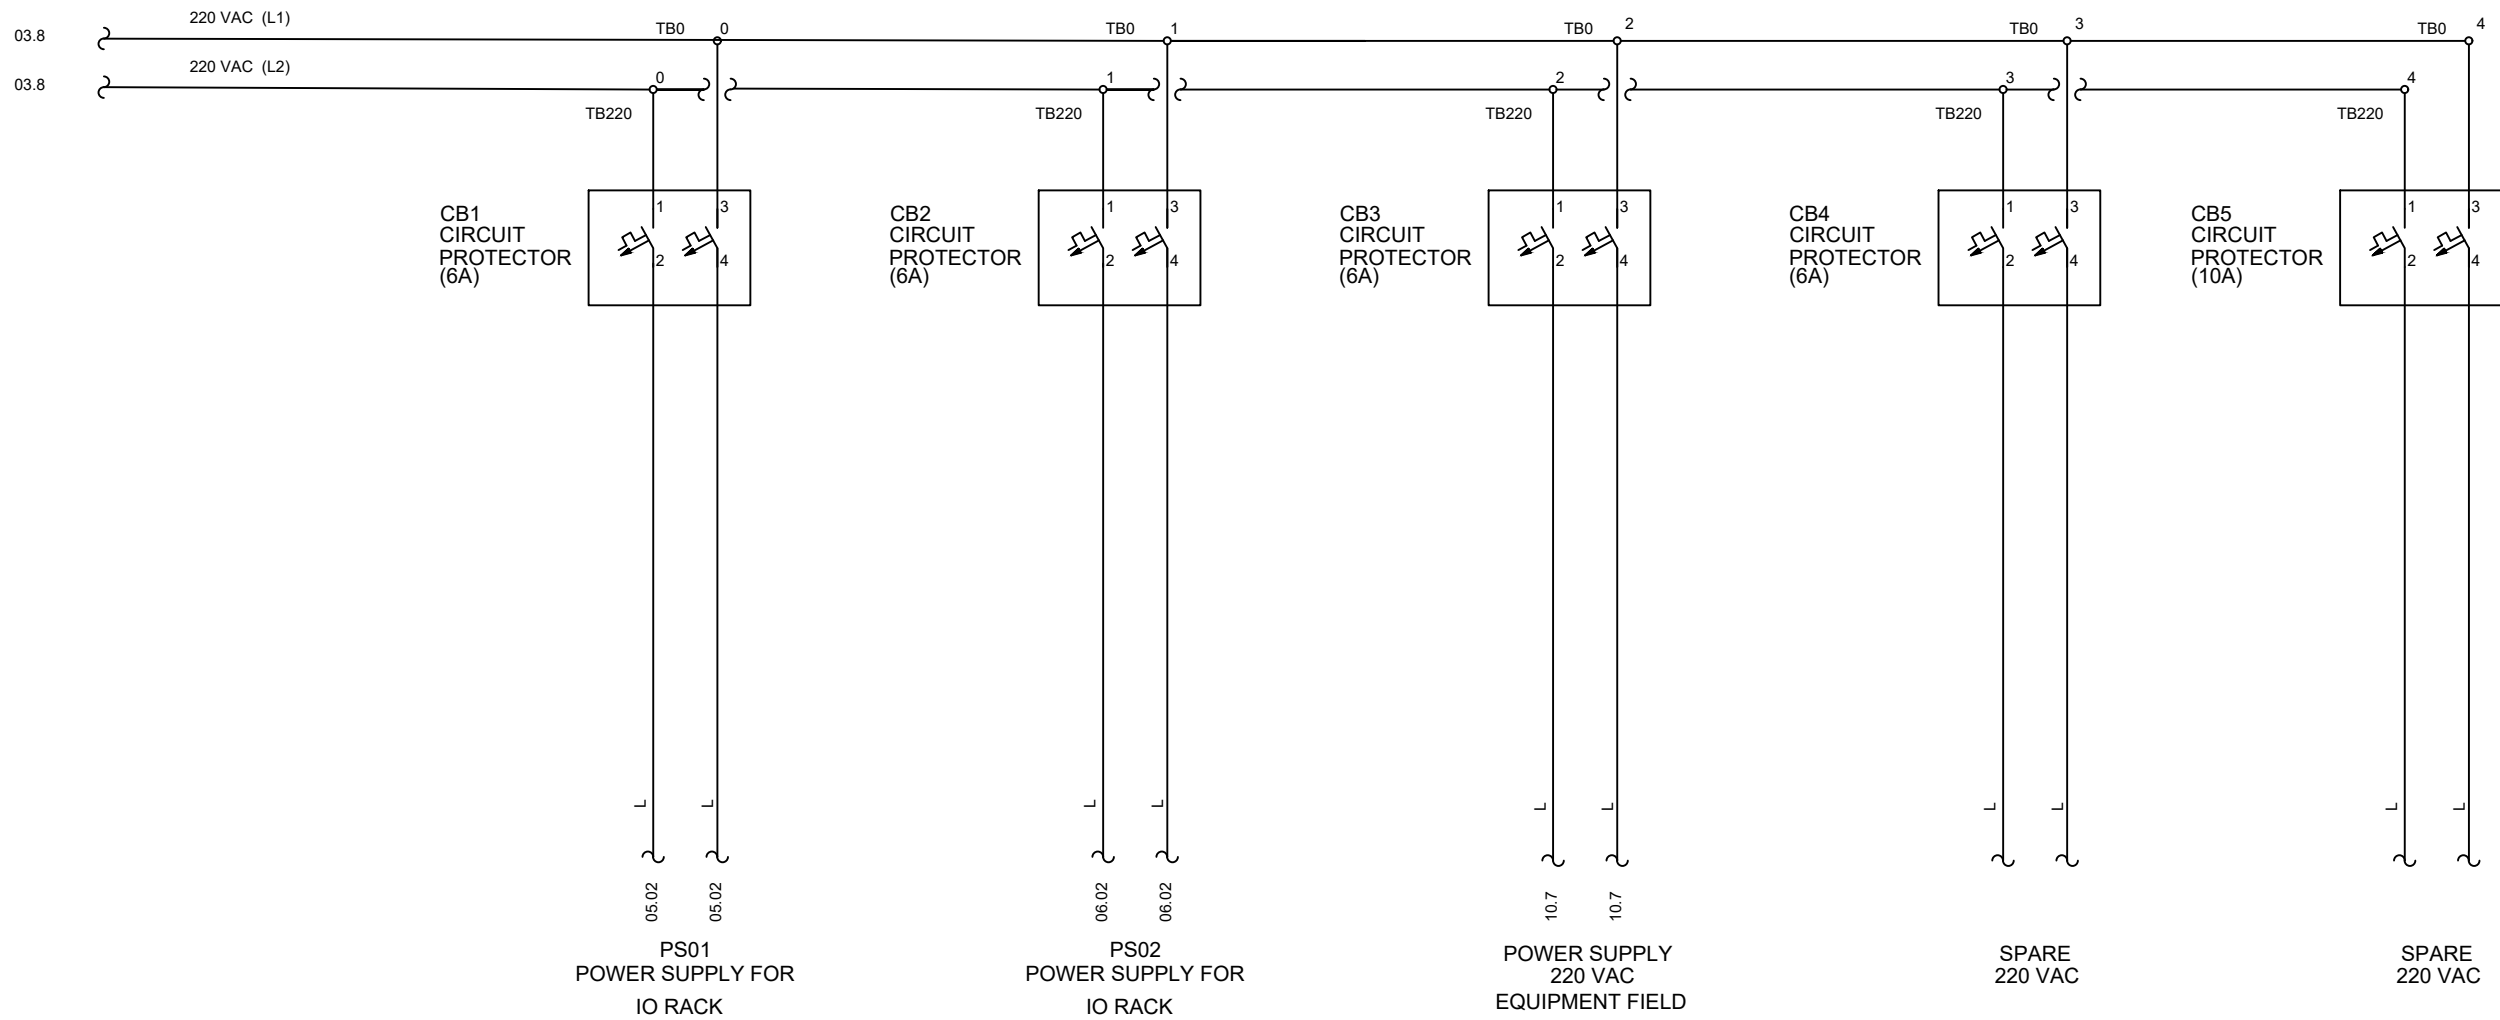 220 VAC (L1)
03.8
TB0 0
TB0 1
TB0 2
TB0 3
TB0 4
220 VAC (L2)
03.8
0
1
2
3
4
TB220
TB220
TB220
TB220
TB220
CB1
CIRCUIT
PROTECTOR
(6A)
1 3
2 4
CB2
CIRCUIT
PROTECTOR
(6A)
1 3
2 4
CB3
CIRCUIT
PROTECTOR
(6A)
1 3
2 4
CB4
CIRCUIT
PROTECTOR
(6A)
1 3
2 4
CB5
CIRCUIT
PROTECTOR
(10A)
1 3
2 4
L L
L L
L L
L L
L L
05.02
05.02
PS01
POWER SUPPLY FOR
IO RACK
06.02
06.02
PS02
POWER SUPPLY FOR
IO RACK
10.7
10.7
POWER SUPPLY
220 VAC
EQUIPMENT FIELD
SPARE
220 VAC
SPARE
220 VAC